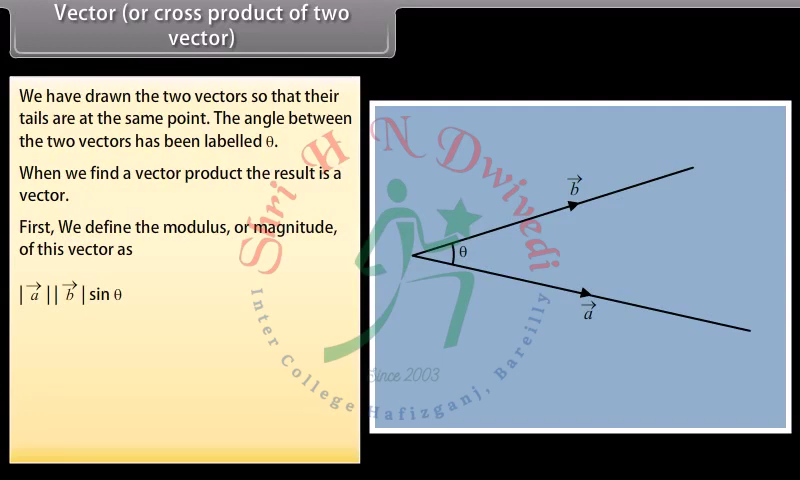 Vector (or cross product of two
vector)
We have drawn the two vectors so that their
tails are at the same point. The angle between
the two vectors has been labelled θ.
When we find a vector product the result is a
vector.
First, We define the modulus, or magnitude,
of this vector as
|a⃗ || b⃗ | sin θ
b⃗
θ
a⃗
Shri H N Dwivedi
Inter College Hafizganj, Bareilly
Since 2003